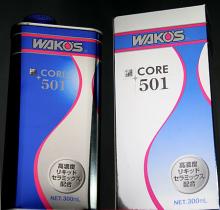 WAKO'S
CORE
501
高濃度
リキッド
セラミックス
配合
NET.300mL
WAKO'S
CORE
501
高濃度
リキッド
セラミックス
配合
NET.300mL